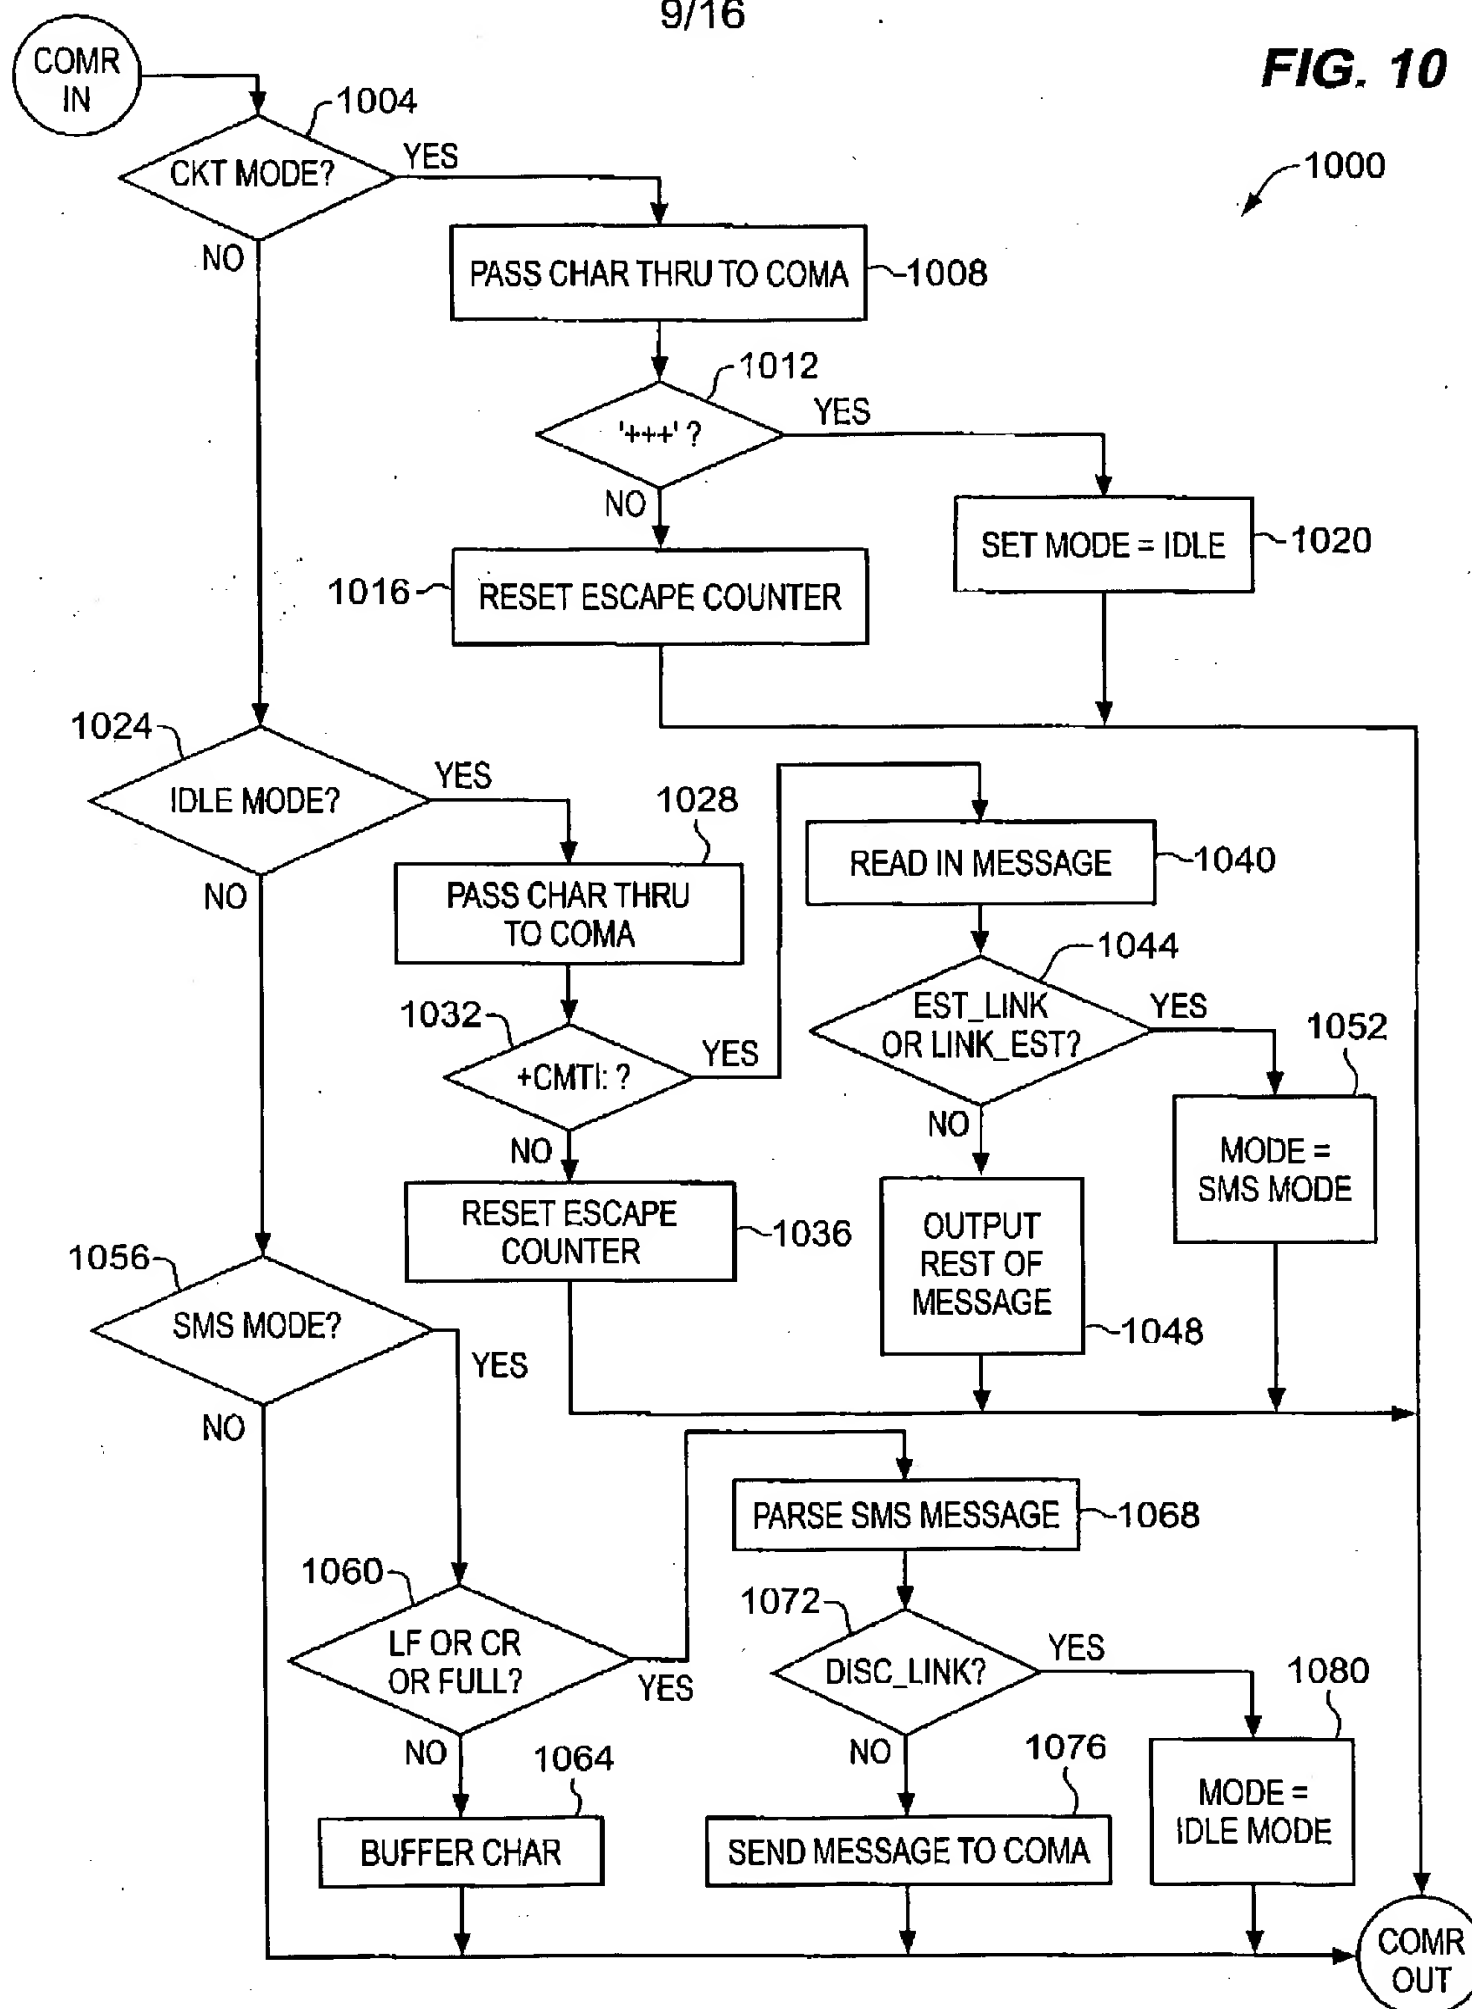 9/16
FIG. 10
COMR
IN
1004
CKT MODE?
YES
NO
1000
PASS CHAR THRU TO COMA
1008
1012
'+++' ?
YES
NO
SET MODE = IDLE
1020
1016
RESET ESCAPE COUNTER
1024
IDLE MODE?
YES
NO
1028
PASS CHAR THRU
TO COMA
READ IN MESSAGE
1040
1032
+CMTI: ?
YES
NO
1044
EST_LINK
OR LINK_EST?
YES
NO
1052
MODE =
SMS MODE
RESET ESCAPE
COUNTER
1036
OUTPUT
REST OF
MESSAGE
1048
1056
SMS MODE?
YES
NO
PARSE SMS MESSAGE
1068
1060
LF OR CR
OR FULL?
YES
NO
1072
DISC_LINK?
YES
NO
1080
MODE =
IDLE MODE
1064
BUFFER CHAR
1076
SEND MESSAGE TO COMA
COMR
OUT